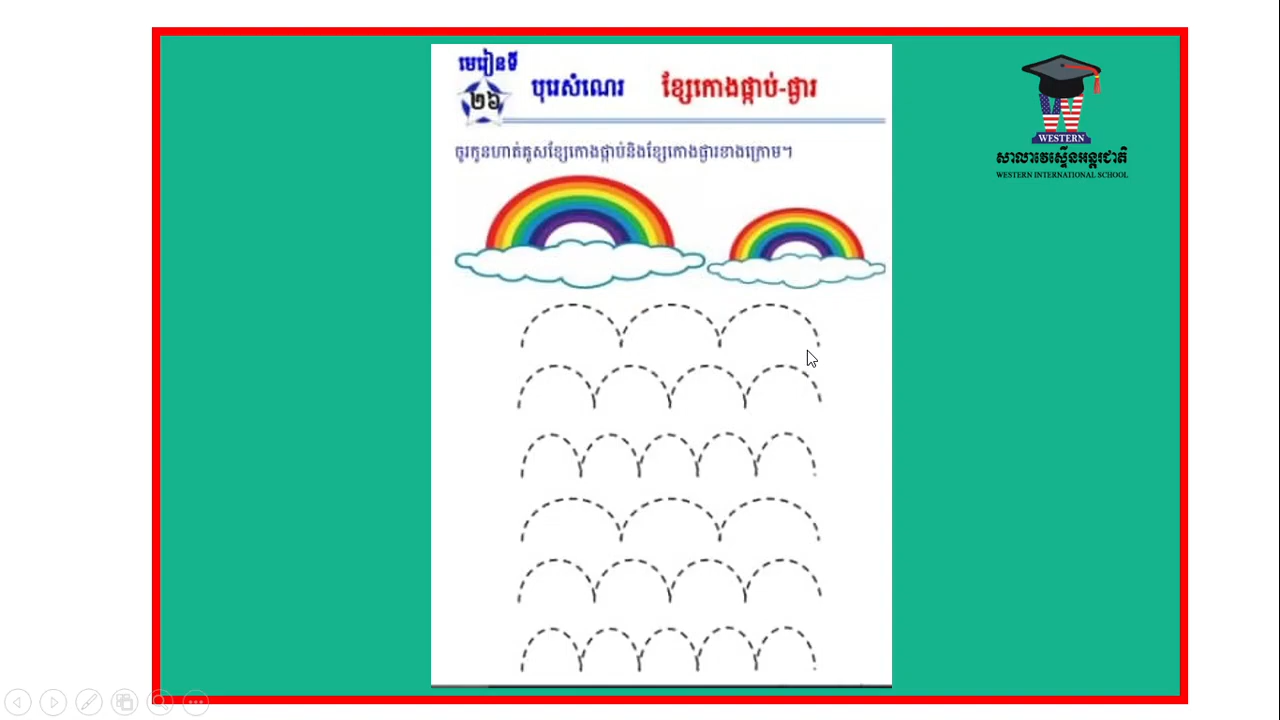 មេរៀនទី
២៦
បុរេសំណេរ ខ្សែកោងផ្កាប់-ផ្ងារ
ចូរកូនហាត់គូសខ្សែកោងផ្កាប់និងខ្សែកោងផ្ងារខាងក្រោម។
WESTERN
សាលាវេស្ទើនអន្តរជាតិ
WESTERN INTERNATIONAL SCHOOL